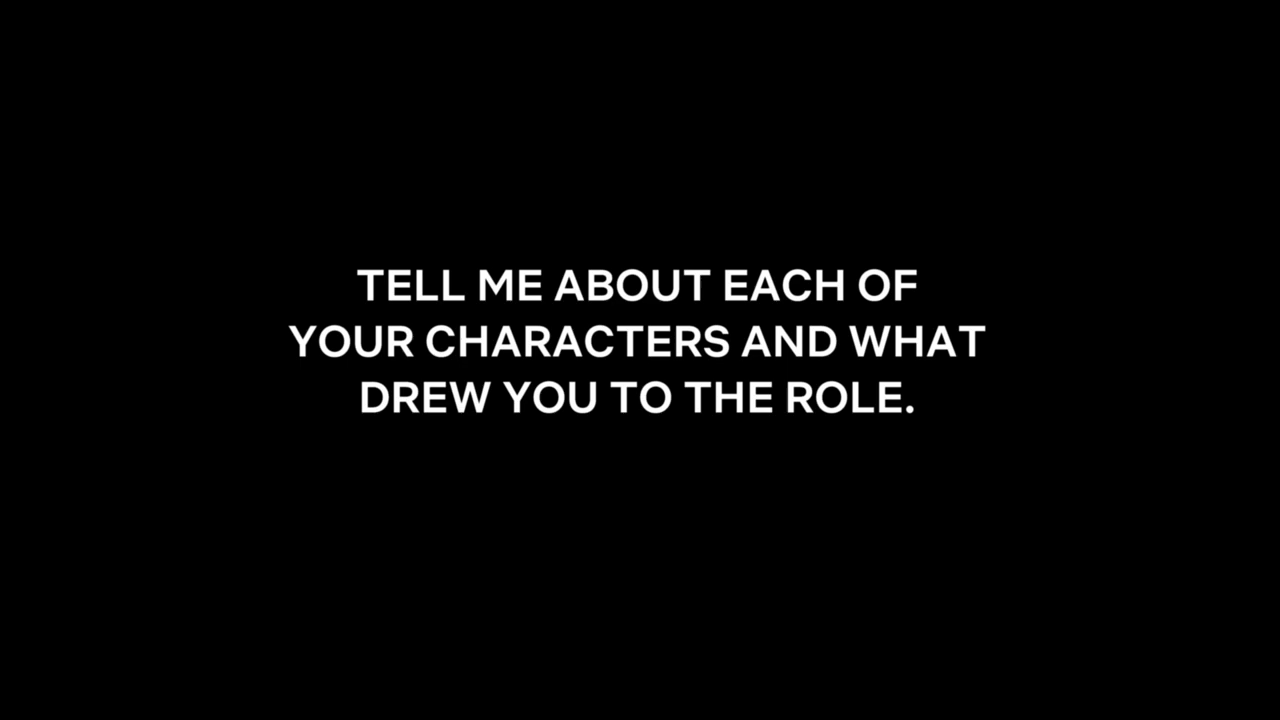 TELL ME ABOUT EACH OF
YOUR CHARACTERS AND WHAT
DREW YOU TO THE ROLE.